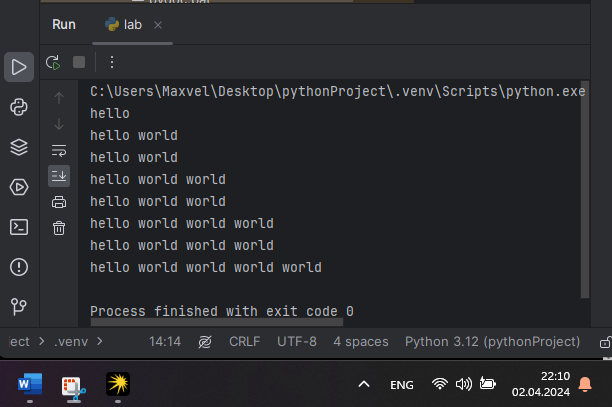 Run
lab
C:\Users\Maxvel\Desktop\pythonProject\.venv\Scripts\python.exe
hello
hello world
hello world
hello world world
hello world world
hello world world world
hello world world world
hello world world world world
Process finished with exit code 0
ject > .venv > 14:14 CRLF UTF-8 4 spaces Python 3.12 (pythonProject)
W ENG 22:10
02.04.2024